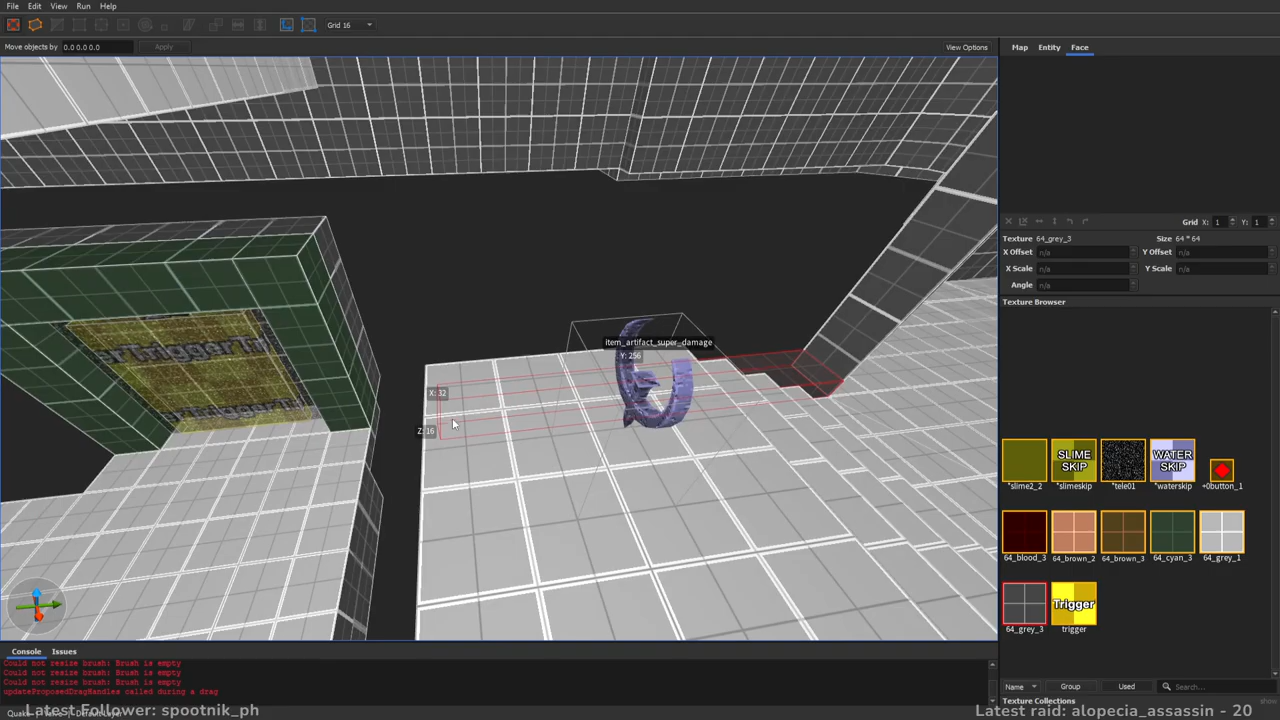 File Edit View Run Help
Grid 16
Move objects by 0.0 0.0 0.0 Apply View Options
Map Entity Face
Grid X: 1 Y: 1
Texture 64_grey_3 Size 64 * 64
X Offset n/a Y Offset n/a
X Scale n/a Y Scale n/a
Angle n/a
Texture Browser
item_artifact_super_damage
Y: 256
X: 32
Z: 16
Trigger
SLIME SKIP
WATER SKIP
*slime2_2 *slimeskip *tele01 *waterskip +0button_1
64_blood_3 64_brown_2 64_brown_3 64_cyan_3 64_grey_1
Trigger
64_grey_3 trigger
Console Issues
Could not resize brush: Brush is empty
Could not resize brush: Brush is empty
Could not resize brush: Brush is empty
updateProposedDragHandles called during a drag
Name Group Used Search...
Texture Collections show
Latest Follower: spootnik_ph
Latest raid: alopecia_assassin - 20